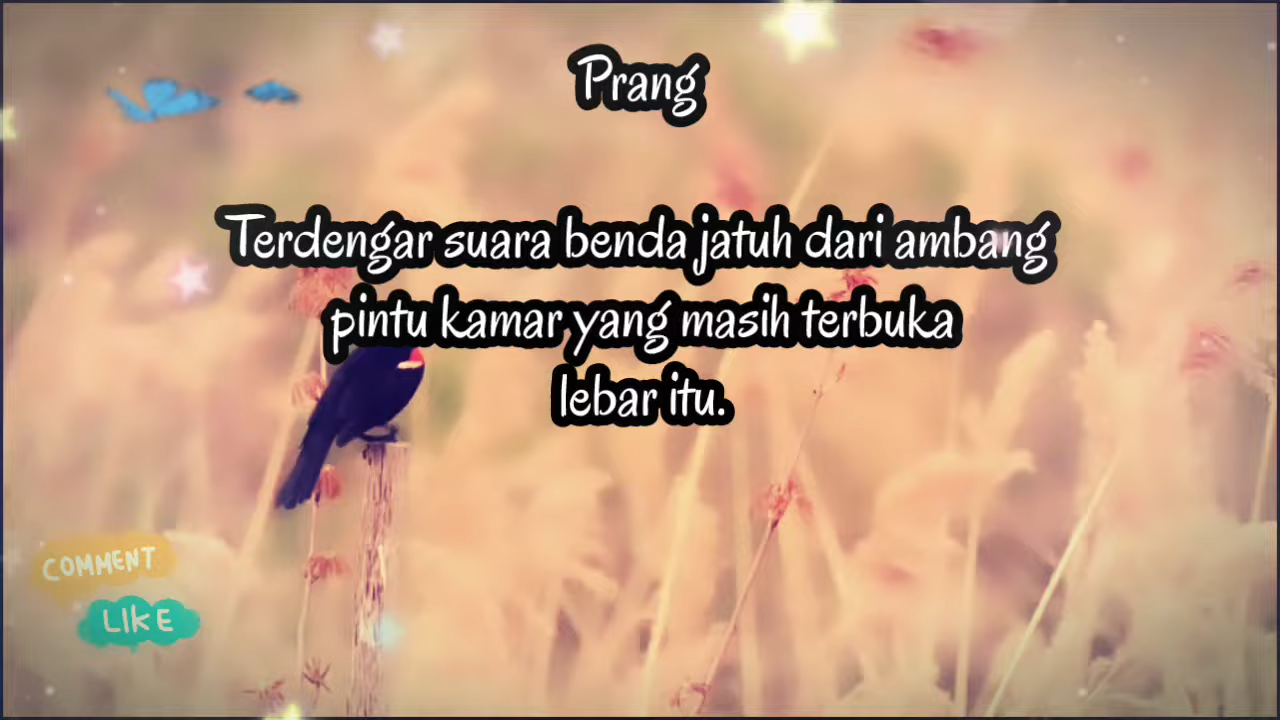 Prang
Terdengar suara benda jatuh dari ambang
pintu kamar yang masih terbuka
lebar itu.
COMMENT
LIKE